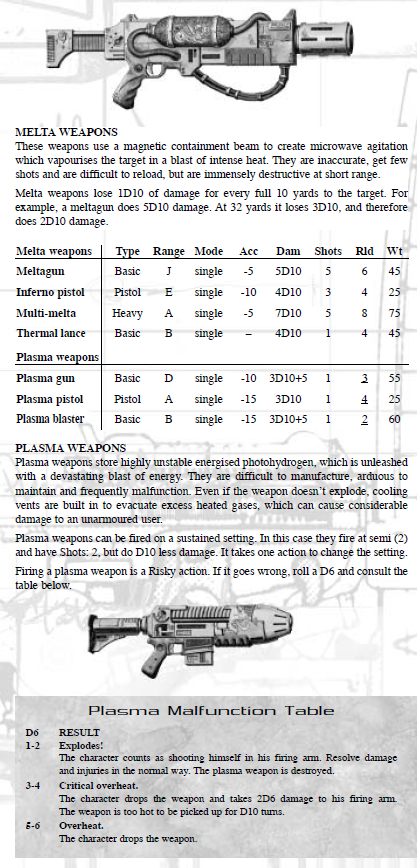 MELTA WEAPONS
These weapons use a magnetic containment beam to create microwave agitation
which vapourises the target in a blast of intense heat. They are inaccurate, get few
shots and are difficult to reload, but are immensely destructive at short range.
Melta weapons lose 1D10 of damage for every full 10 yards to the target. For
example, a meltagun does 5D10 damage. At 32 yards it loses 3D10, and therefore
does 2D10 damage.
Melta weapons Type Range Mode Acc Dam Shots Rld Wt
Meltagun Basic J single -5 5D10 5 6 45
Inferno pistol Pistol E single -10 4D10 3 4 25
Multi-melta Heavy A single -5 7D10 5 8 75
Thermal lance Basic B single – 4D10 1 4 45
Plasma weapons
Plasma gun Basic D single -10 3D10+5 1 3 55
Plasma pistol Pistol A single -15 3D10 1 4 25
Plasma blaster Basic B single -15 3D10+5 1 2 60
PLASMA WEAPONS
Plasma weapons store highly unstable energised photohydrogen, which is unleashed
with a devastating blast of energy. They are difficult to manufacture, arduous to
maintain and frequently malfunction. Even if the weapon doesn't explode, cooling
vents are built in to evacuate excess heated gases, which can cause considerable
damage to an unarmoured user.
Plasma weapons can be fired on a sustained setting. In this case they fire at semi (2)
and have Shots: 2, but do D10 less damage. It takes one action to change the setting.
Firing a plasma weapon is a Risky action. If it goes wrong, roll a D6 and consult the
table below.
Plasma Malfunction Table
D6 RESULT
1-2 Explodes!
The character counts as shooting himself in his firing arm. Resolve damage
and injuries in the normal way. The plasma weapon is destroyed.
3-4 Critical overheat.
The character drops the weapon and takes 2D6 damage to his firing arm.
The weapon is too hot to be picked up for D10 turns.
5-6 Overheat.
The character drops the weapon.